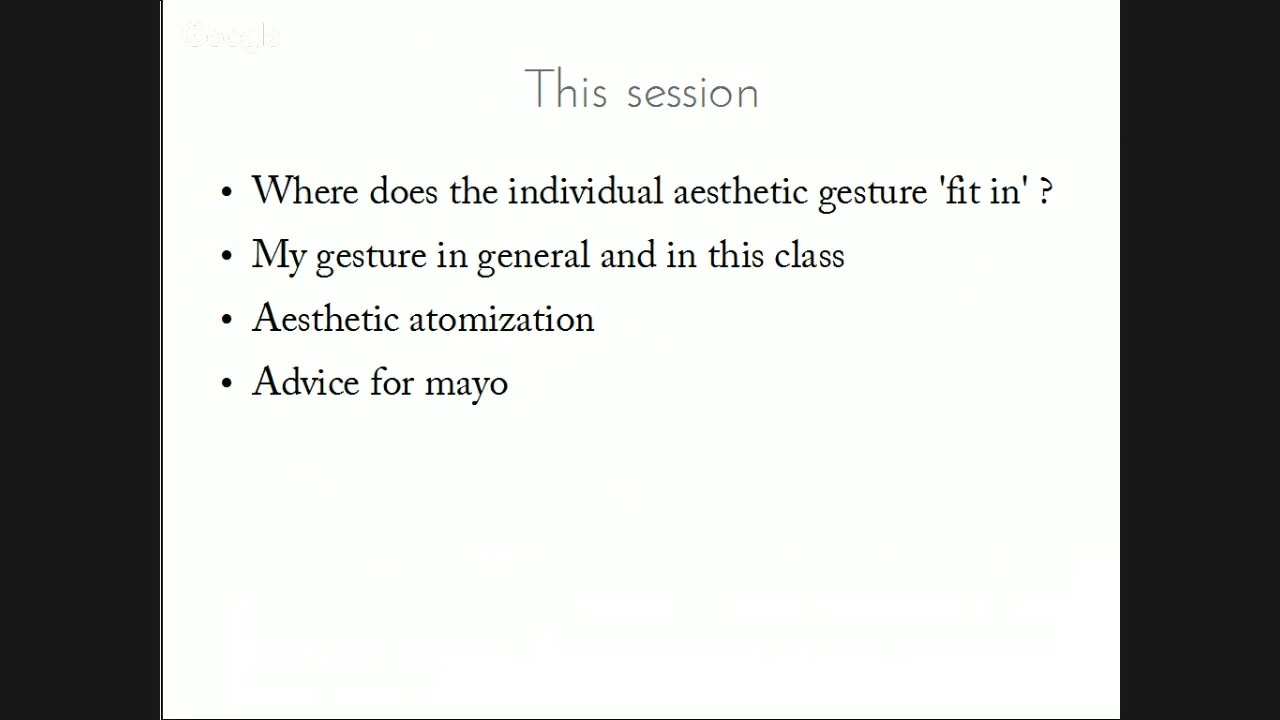 Google
This session
• Where does the individual aesthetic gesture 'fit in' ?
• My gesture in general and in this class
• Aesthetic atomization
• Advice for mayo